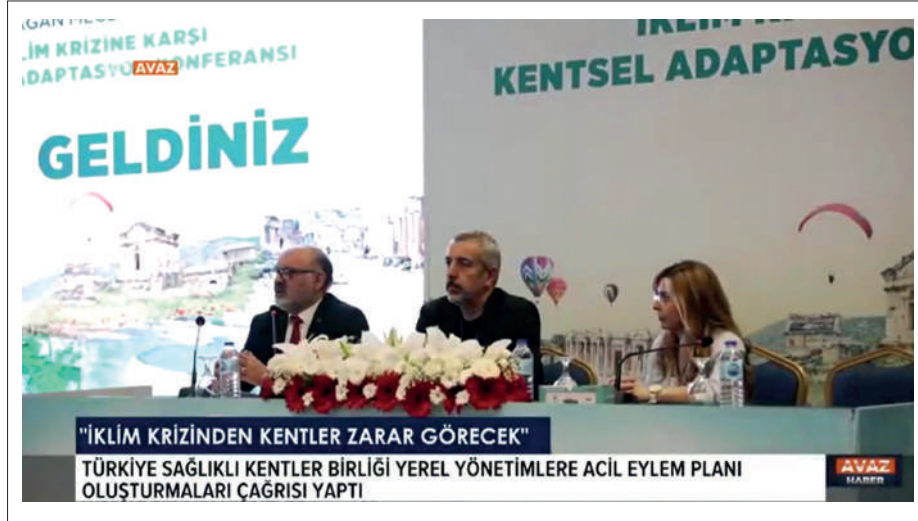 LİM KRİZİNE KARŞI
ADAPTASYO
NFERANSI
AVAZ
GELDİNİZ
KENTSEL ADAPTASYO
"İKLİM KRİZİNDEN KENTLER ZARAR GÖRECEK"
TÜRKİYE SAĞLIKLI KENTLER BİRLİĞİ YEREL YÖNETİMLERE ACİL EYLEM PLANI
OLUŞTURMALARI ÇAĞRISI YAPTI
AVAZ
HABER